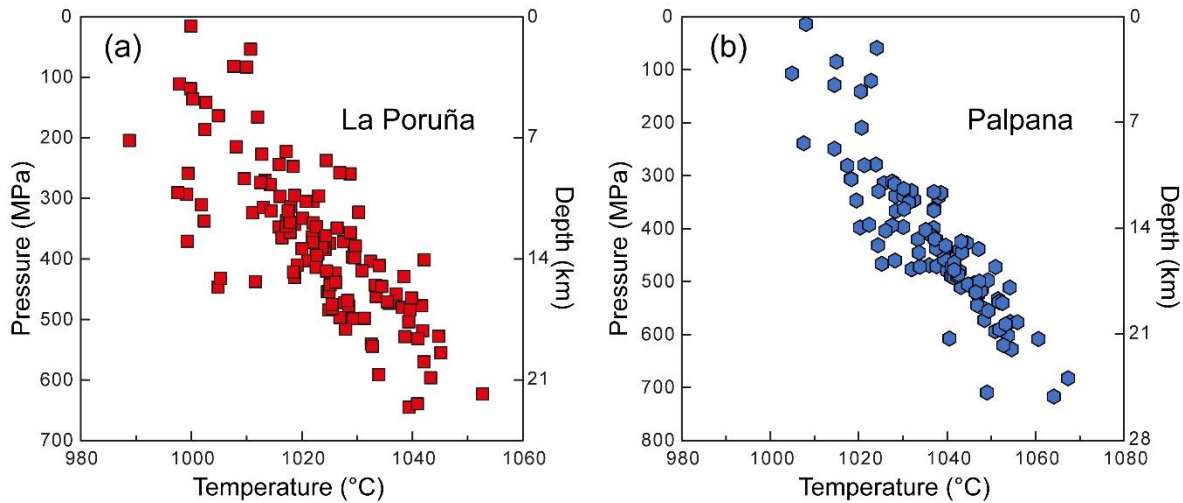 (a)
La Poruña
0
100
200
300
400
500
600
700
Pressure (MPa)
0
7
14
21
Depth (km)
980 1000 1020 1040 1060
Temperature (°C)
(b)
Palpana
0
100
200
300
400
500
600
700
800
Pressure (MPa)
0
7
14
21
28
Depth (km)
980 1000 1020 1040 1060 1080
Temperature (°C)